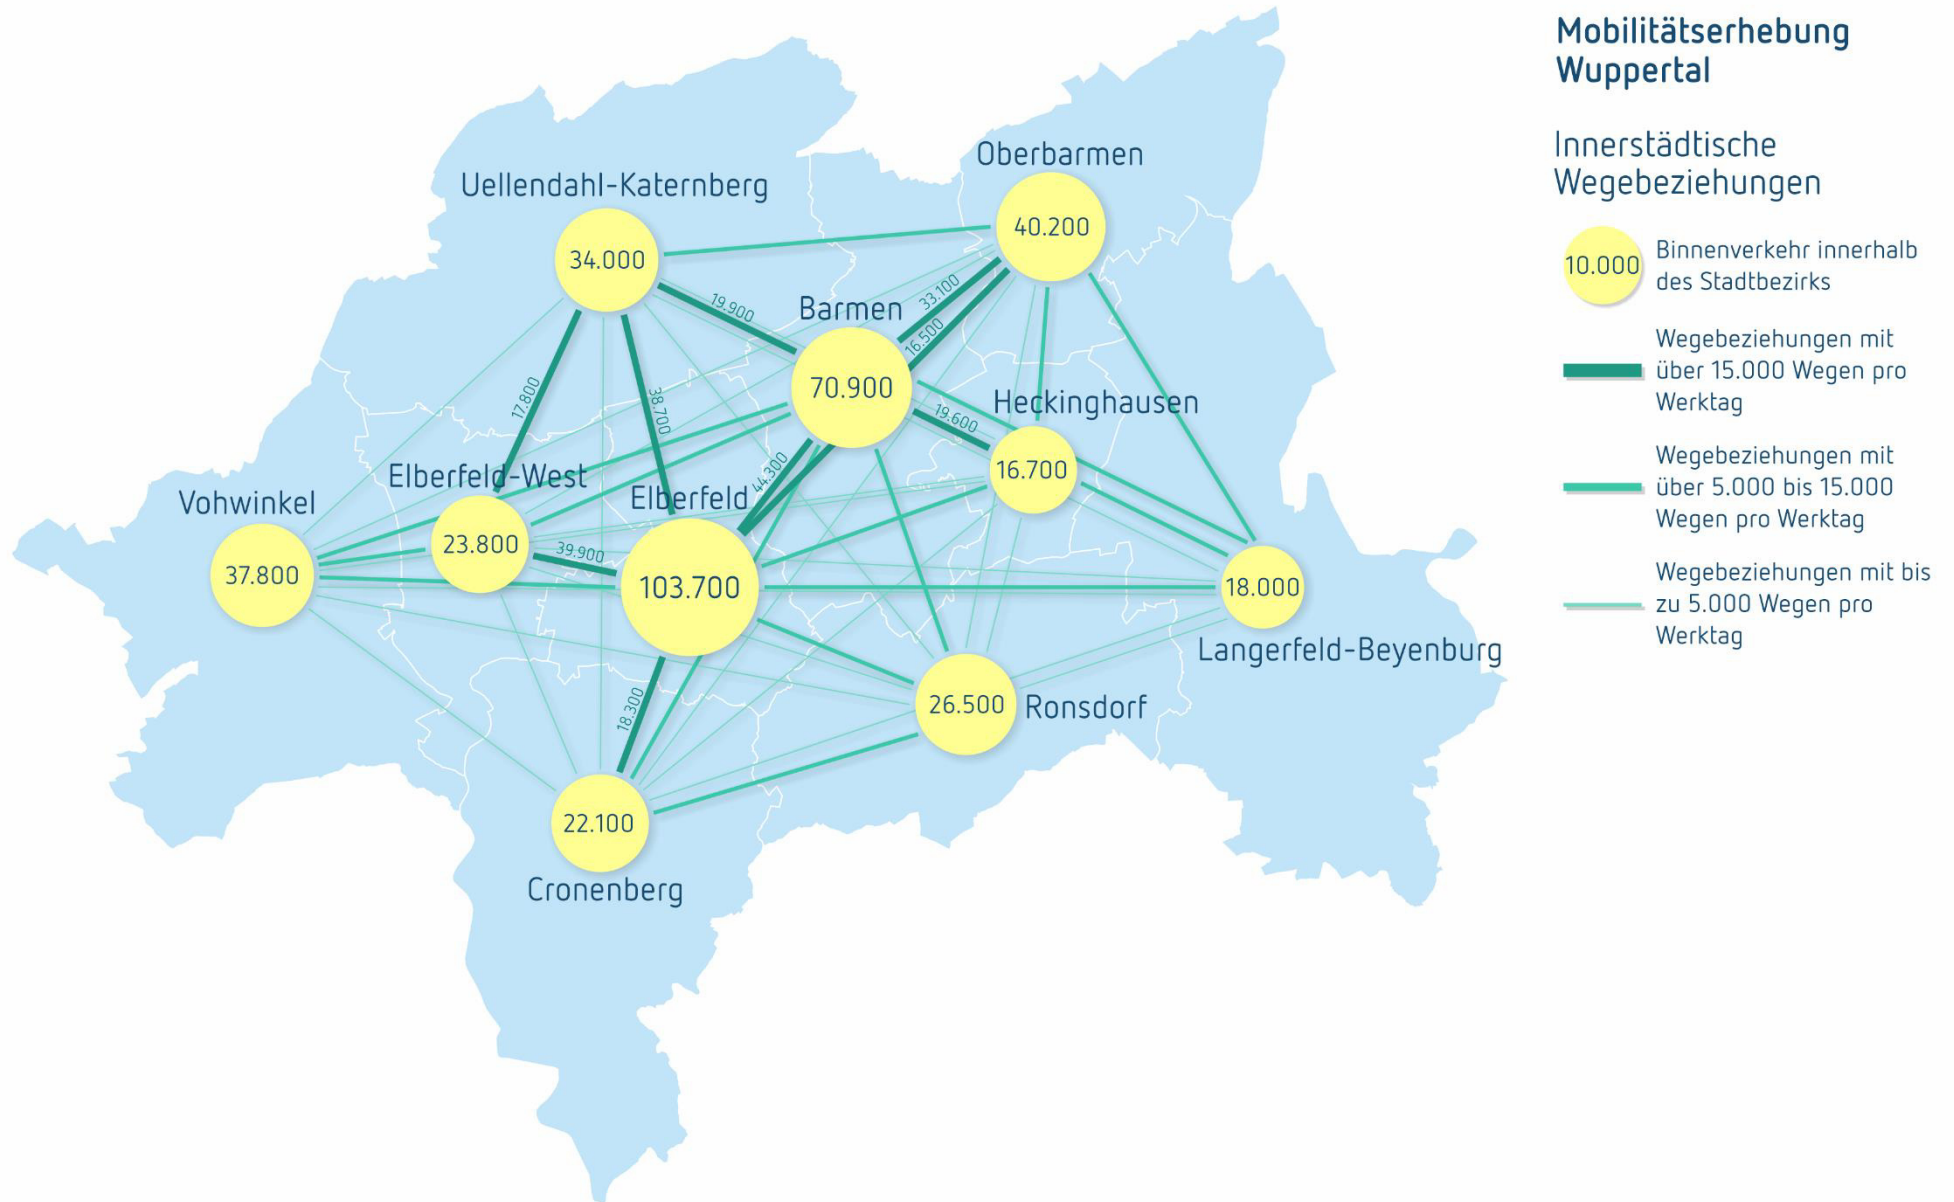 Mobilitätserhebung
Wuppertal
Innerstädtische
Wegebeziehungen
10.000
Binnenverkehr innerhalb
des Stadtbezirks
Wegebeziehungen mit
über 15.000 Wegen pro
Werktag
Wegebeziehungen mit
über 5.000 bis 15.000
Wegen pro Werktag
Wegebeziehungen mit bis
zu 5.000 Wegen pro
Werktag
Oberbarmen
40.200
Uellendahl-Katernberg
34.000
33.100
16.500
19.900
Barmen
70.900
17.800
38.700
Heckinghausen
19.600
16.700
44.300
Elberfeld-West
23.800
Vohwinkel
37.800
Elberfeld
39.900
103.700
18.000
Langerfeld-Beyenburg
26.500
Ronsdorf
18.300
22.100
Cronenberg